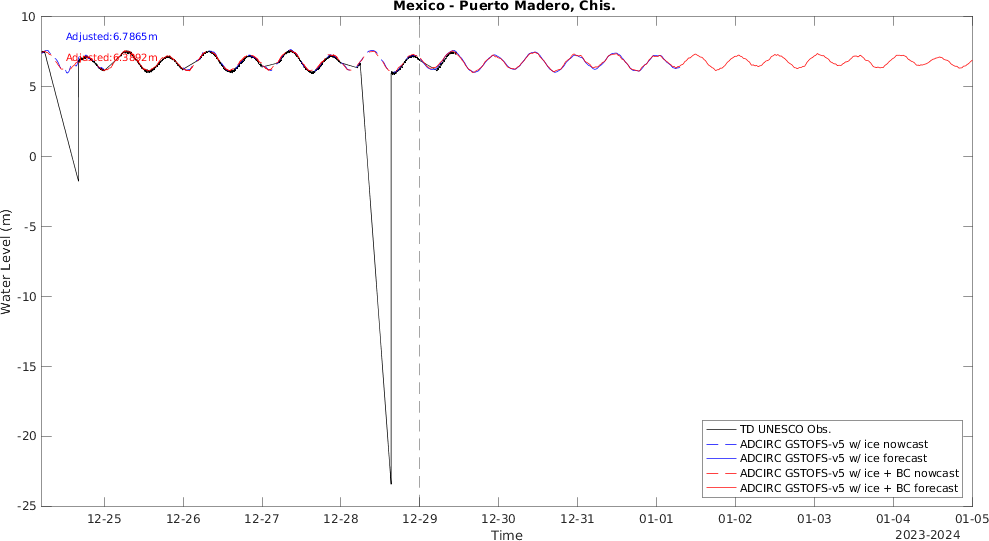 Mexico - Puerto Madero, Chis.
Adjusted:6.7865m
Adjusted:6.3892m
10
5
0
-5
-10
-15
-20
-25
Water Level (m)
TD UNESCO Obs.
ADCIRC GSTOFS-v5 w/ ice nowcast
ADCIRC GSTOFS-v5 w/ ice forecast
ADCIRC GSTOFS-v5 w/ ice + BC nowcast
ADCIRC GSTOFS-v5 w/ ice + BC forecast
12-25 12-26 12-27 12-28 12-29 12-30 12-31 01-01 01-02 01-03 01-04 01-05
Time
2023-2024